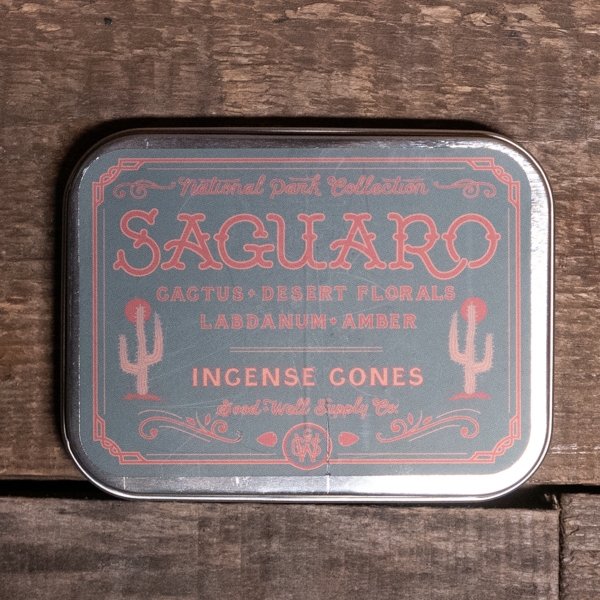 National Park Collection
SAGUARO
CACTUS • DESERT FLORALS
LABDANUM • AMBER
INCENSE CONES
Good & Well Supply Co.